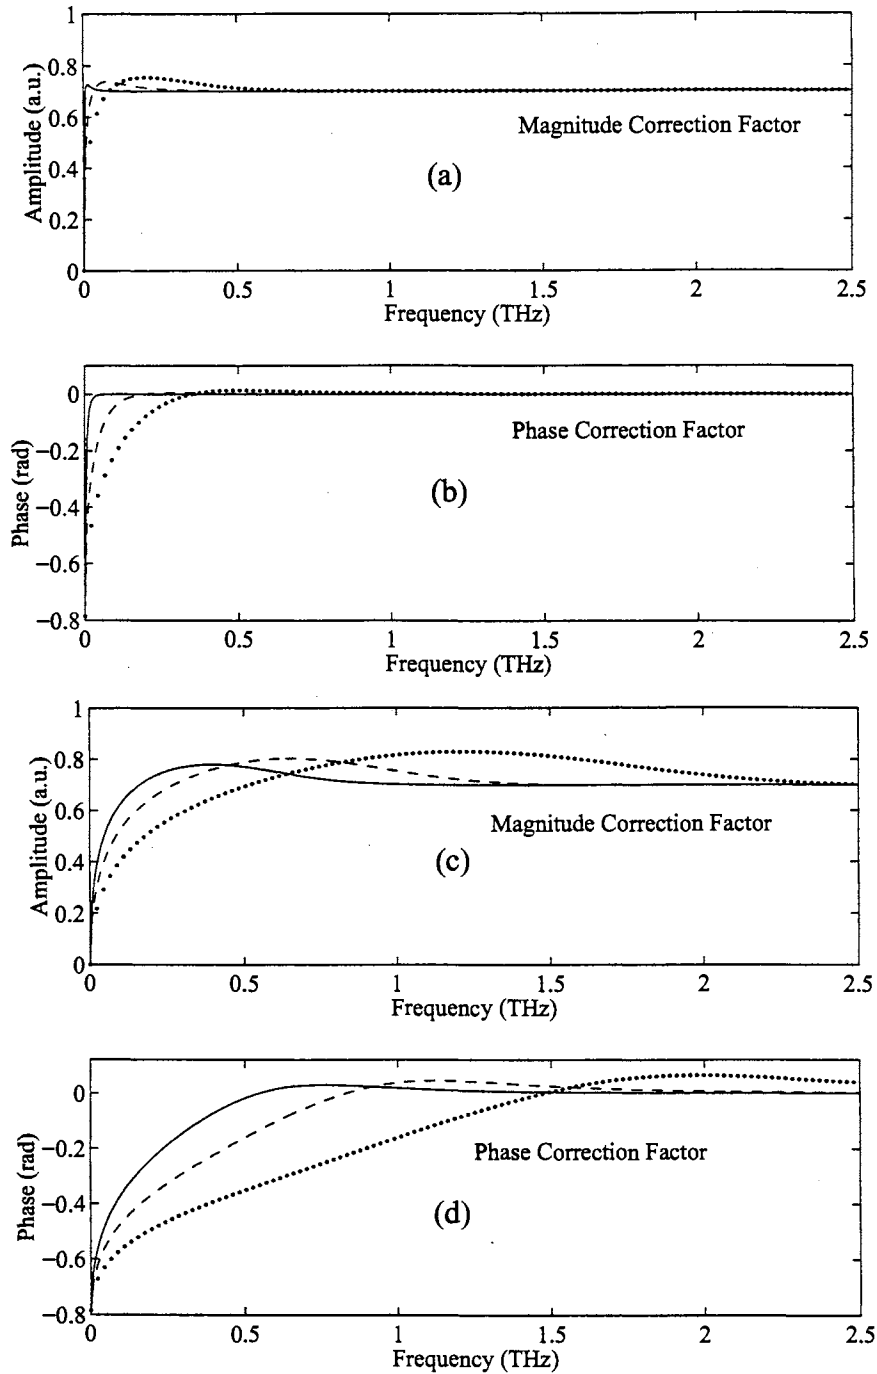 1
0.8
0.6
0.4
0.2
0
Amplitude (a.u.)
Magnitude Correction Factor
(a)
0 0.5 1 1.5 2 2.5
Frequency (THz)
0
−0.2
−0.4
−0.6
−0.8
Phase (rad)
Phase Correction Factor
(b)
0 0.5 1 1.5 2 2.5
Frequency (THz)
1
0.8
0.6
0.4
0.2
0
Amplitude (a.u.)
Magnitude Correction Factor
(c)
0 0.5 1 1.5 2 2.5
Frequency (THz)
0
−0.2
−0.4
−0.6
−0.8
Phase (rad)
Phase Correction Factor
(d)
0 0.5 1 1.5 2 2.5
Frequency (THz)